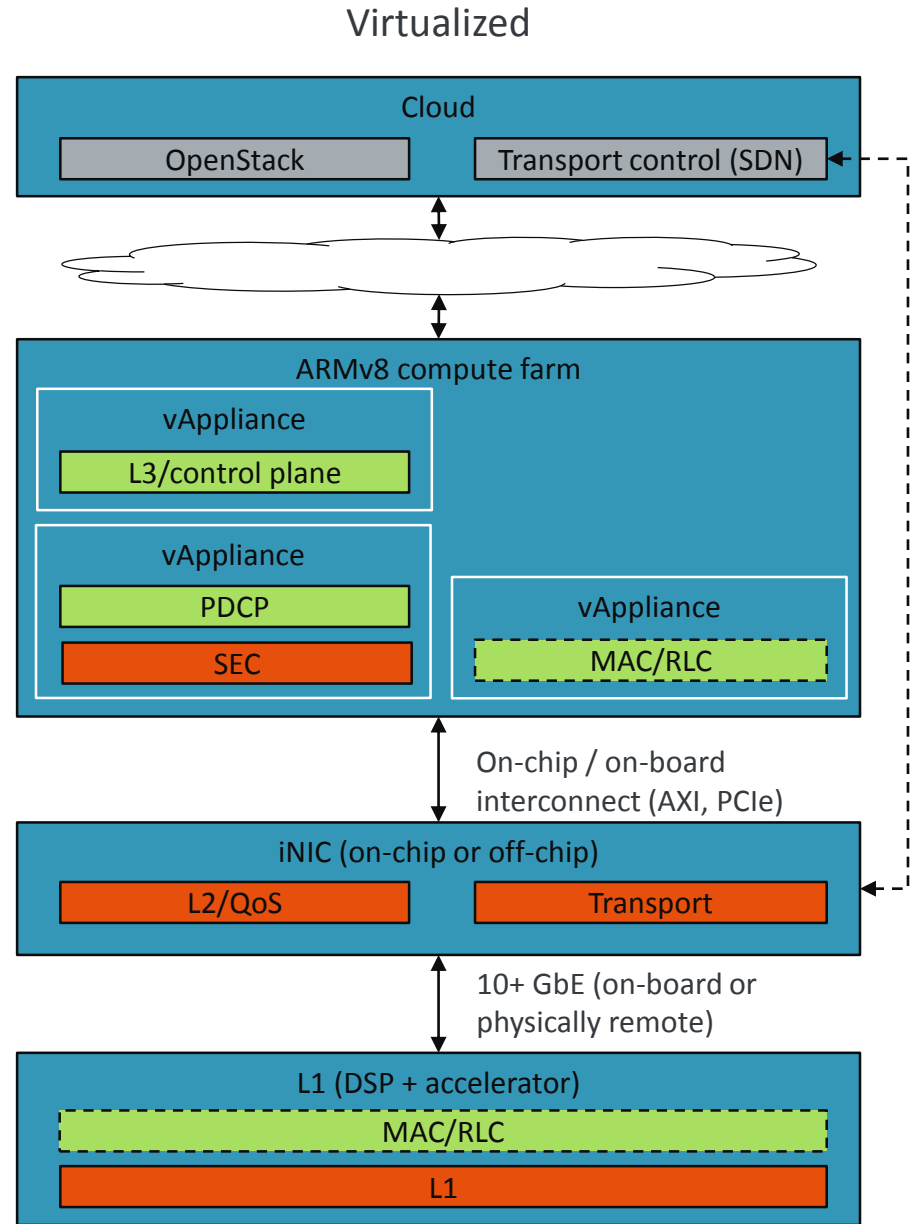 Virtualized
Cloud
OpenStack
Transport control (SDN)
ARMv8 compute farm
vAppliance
L3/control plane
vAppliance
PDCP
SEC
vAppliance
MAC/RLC
On-chip / on-board
interconnect (AXI, PCIe)
iNIC (on-chip or off-chip)
L2/QoS
Transport
10+ GbE (on-board or
physically remote)
L1 (DSP + accelerator)
MAC/RLC
L1